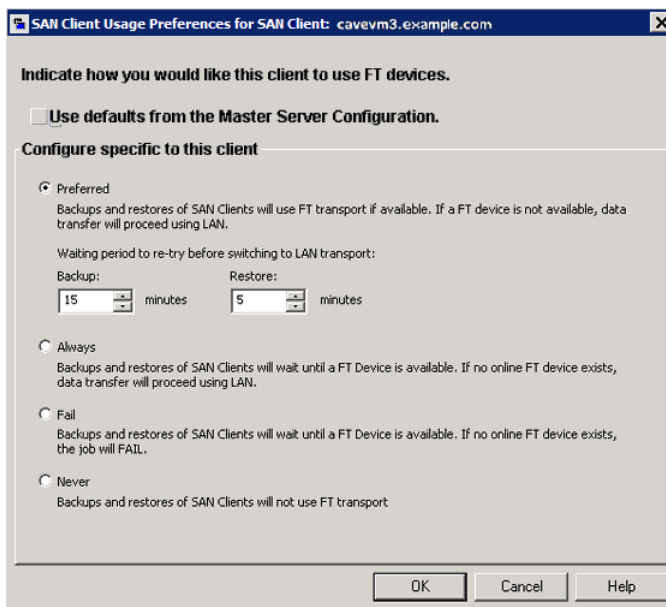 SAN Client Usage Preferences for SAN Client: cavevm3.example.com
Indicate how you would like this client to use FT devices.
Use defaults from the Master Server Configuration.
Configure specific to this client
Preferred
Backups and restores of SAN Clients will use FT transport if available. If a FT device is not available, data
transfer will proceed using LAN.
Waiting period to re-try before switching to LAN transport:
Backup: Restore:
15 minutes 5 minutes
Always
Backups and restores of SAN Clients will wait until a FT Device is available. If no online FT device exists,
data transfer will proceed using LAN.
Fail
Backups and restores of SAN Clients will wait until a FT Device is available. If no online FT device exists,
the job will FAIL.
Never
Backups and restores of SAN Clients will not use FT transport
OK Cancel Help